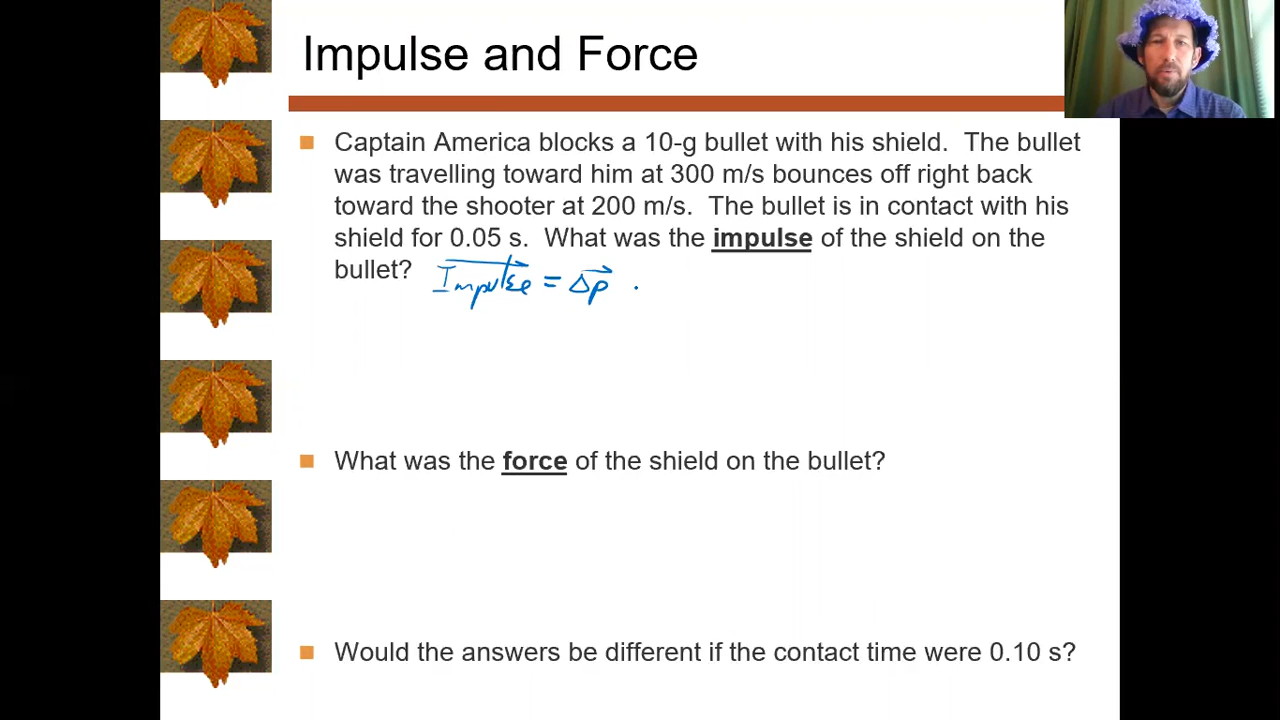 Impulse and Force
Captain America blocks a 10-g bullet with his shield. The bullet
was travelling toward him at 300 m/s bounces off right back
toward the shooter at 200 m/s. The bullet is in contact with his
shield for 0.05 s. What was the impulse of the shield on the
bullet? Impulse = Δp
What was the force of the shield on the bullet?
Would the answers be different if the contact time were 0.10 s?